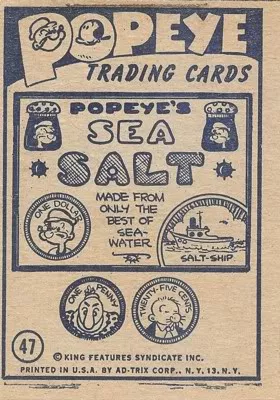 POPEYE
TRADING CARDS
POPEYE'S
SEA
SALT
MADE FROM
ONLY THE
BEST OF
SEA-
WATER
ONE DOLLAR
SALT-SHIP
ONE PENNY
TWENTY-FIVE CENTS
47
© KING FEATURES SYNDICATE INC.
PRINTED IN U.S.A. BY AD-TRIX CORP., N.Y. 13, N.Y.